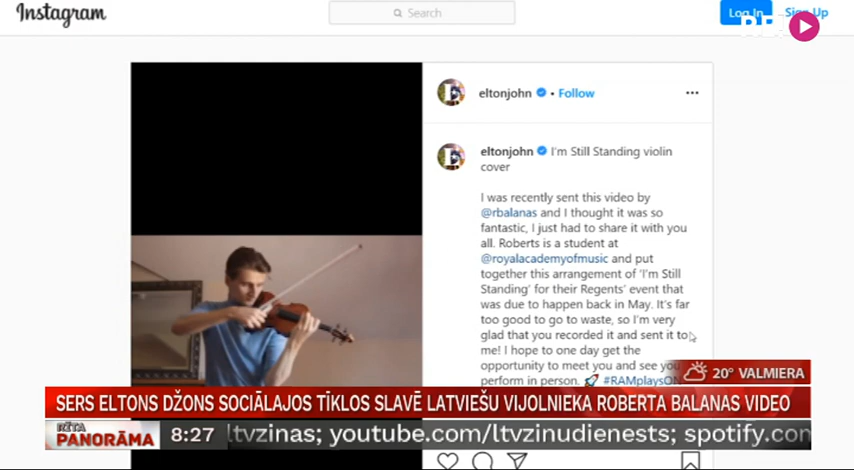 Instagram
Search
Log In
Sign Up
RE:
eltonjohn • Follow
eltonjohn I'm Still Standing violin
cover
I was recently sent this video by
@rbalanas and I thought it was so
fantastic, I just had to share it with you
all. Roberts is a student at
@royalacademyofmusic and put
together this arrangement of 'I'm Still
Standing' for their Regents' event that
was due to happen back in May. It's far
too good to go to waste, so I'm very
glad that you recorded it and sent it to
me! I hope to one day get the
opportunity to meet you and see you
perform in person. 🚀 #RAMplaysON
20° VALMIERA
SERS ELTONS DŽONS SOCIĀLAJOS TĪKLOS SLAVĒ LATVIEŠU VIJOLNIEKA ROBERTA BALANAS VIDEO
RĪTA
PANORĀMA
8:27
ltvzinas; youtube.com/ltvzinudienests; spotify.com